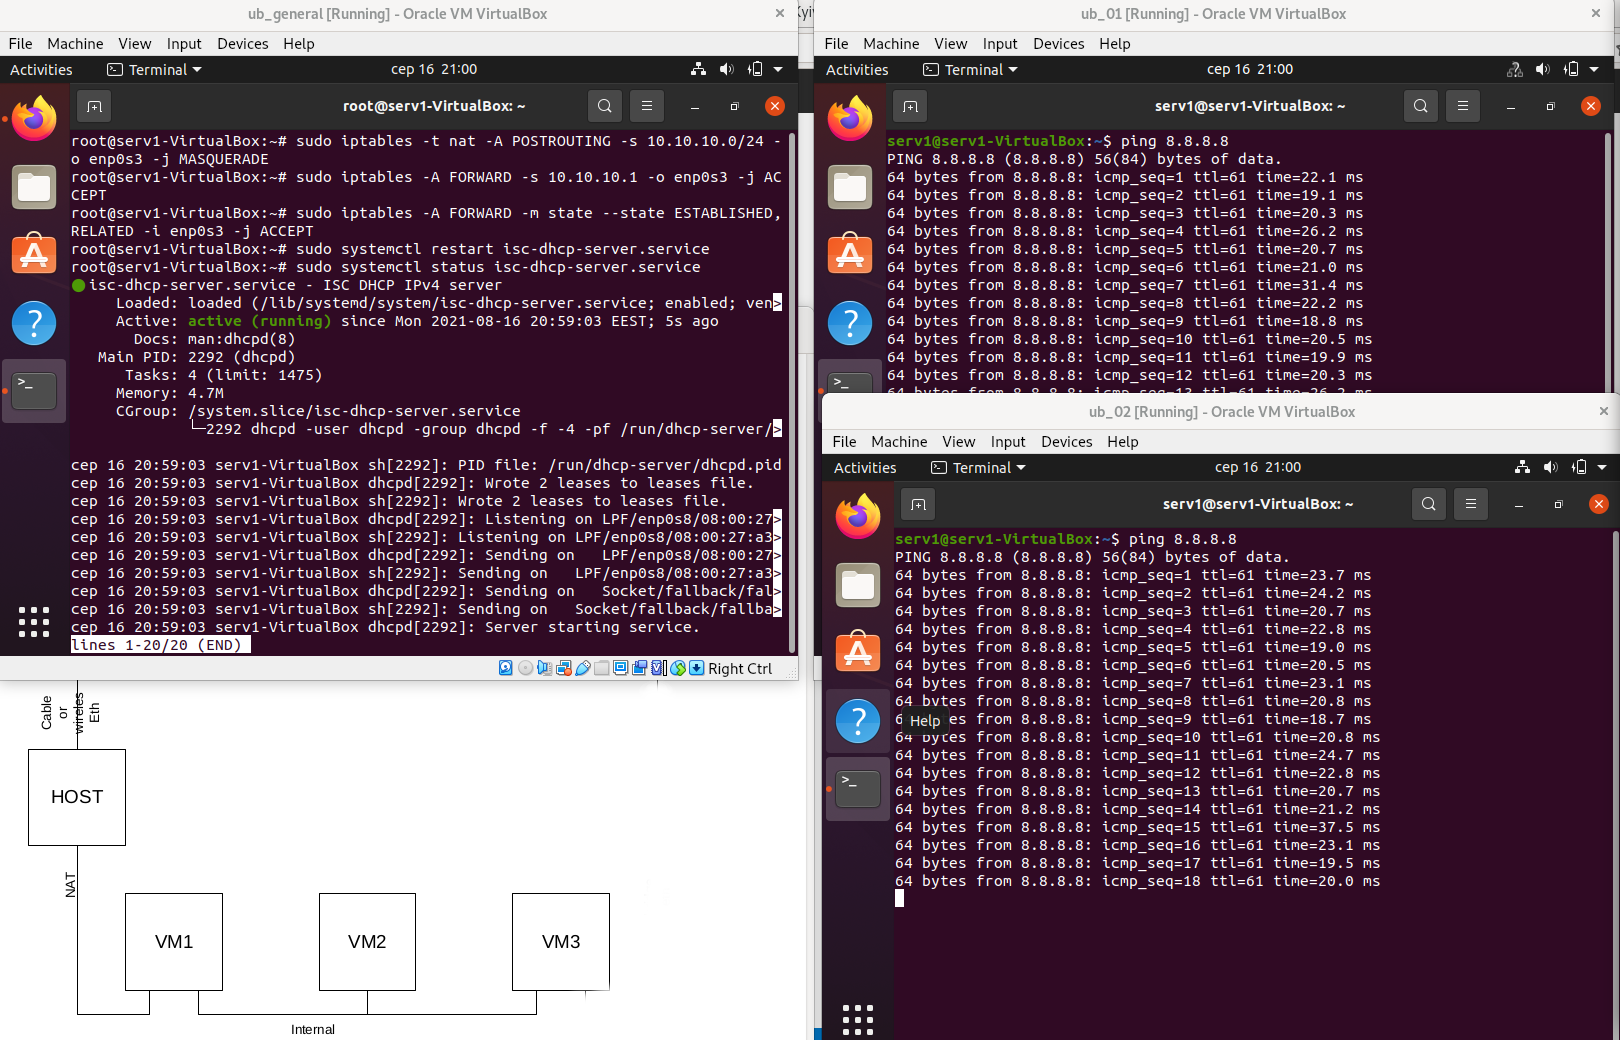 ub_general [Running] - Oracle VM VirtualBox
File Machine View Input Devices Help
Activities Terminal сер 16 21:00
root@serv1-VirtualBox: ~
root@serv1-VirtualBox:~# sudo iptables -t nat -A POSTROUTING -s 10.10.10.0/24 -
o enp0s3 -j MASQUERADE
root@serv1-VirtualBox:~# sudo iptables -A FORWARD -s 10.10.10.1 -o enp0s3 -j AC
CEPT
root@serv1-VirtualBox:~# sudo iptables -A FORWARD -m state --state ESTABLISHED,
RELATED -i enp0s3 -j ACCEPT
root@serv1-VirtualBox:~# sudo systemctl restart isc-dhcp-server.service
root@serv1-VirtualBox:~# sudo systemctl status isc-dhcp-server.service
● isc-dhcp-server.service - ISC DHCP IPv4 server
Loaded: loaded (/lib/systemd/system/isc-dhcp-server.service; enabled; ven>
Active: active (running) since Mon 2021-08-16 20:59:03 EEST; 5s ago
Docs: man:dhcpd(8)
Main PID: 2292 (dhcpd)
Tasks: 4 (limit: 1475)
Memory: 4.7M
CGroup: /system.slice/isc-dhcp-server.service
└─2292 dhcpd -user dhcpd -group dhcpd -f -4 -pf /run/dhcp-server/>
сер 16 20:59:03 serv1-VirtualBox sh[2292]: PID file: /run/dhcp-server/dhcpd.pid
сер 16 20:59:03 serv1-VirtualBox dhcpd[2292]: Wrote 2 leases to leases file.
сер 16 20:59:03 serv1-VirtualBox sh[2292]: Wrote 2 leases to leases file.
сер 16 20:59:03 serv1-VirtualBox dhcpd[2292]: Listening on LPF/enp0s8/08:00:27>
сер 16 20:59:03 serv1-VirtualBox sh[2292]: Listening on LPF/enp0s8/08:00:27:a3>
сер 16 20:59:03 serv1-VirtualBox dhcpd[2292]: Sending on   LPF/enp0s8/08:00:27>
сер 16 20:59:03 serv1-VirtualBox sh[2292]: Sending on   LPF/enp0s8/08:00:27:a3>
сер 16 20:59:03 serv1-VirtualBox dhcpd[2292]: Sending on   Socket/fallback/fal>
сер 16 20:59:03 serv1-VirtualBox sh[2292]: Sending on   Socket/fallback/fallba>
сер 16 20:59:03 serv1-VirtualBox dhcpd[2292]: Server starting service.
lines 1-20/20 (END)
Right Ctrl
Cable
or
wireles
Eth
HOST
NAT
VM1 VM2 VM3
Internal
ub_01 [Running] - Oracle VM VirtualBox
File Machine View Input Devices Help
Activities Terminal сер 16 21:00
serv1@serv1-VirtualBox: ~
serv1@serv1-VirtualBox:~$ ping 8.8.8.8
PING 8.8.8.8 (8.8.8.8) 56(84) bytes of data.
64 bytes from 8.8.8.8: icmp_seq=1 ttl=61 time=22.1 ms
64 bytes from 8.8.8.8: icmp_seq=2 ttl=61 time=19.1 ms
64 bytes from 8.8.8.8: icmp_seq=3 ttl=61 time=20.3 ms
64 bytes from 8.8.8.8: icmp_seq=4 ttl=61 time=26.2 ms
64 bytes from 8.8.8.8: icmp_seq=5 ttl=61 time=20.7 ms
64 bytes from 8.8.8.8: icmp_seq=6 ttl=61 time=21.0 ms
64 bytes from 8.8.8.8: icmp_seq=7 ttl=61 time=31.4 ms
64 bytes from 8.8.8.8: icmp_seq=8 ttl=61 time=22.2 ms
64 bytes from 8.8.8.8: icmp_seq=9 ttl=61 time=18.8 ms
64 bytes from 8.8.8.8: icmp_seq=10 ttl=61 time=20.5 ms
64 bytes from 8.8.8.8: icmp_seq=11 ttl=61 time=19.9 ms
64 bytes from 8.8.8.8: icmp_seq=12 ttl=61 time=20.3 ms
64 bytes from 8.8.8.8: icmp_seq=13 ttl=61 time=26.2 ms
ub_02 [Running] - Oracle VM VirtualBox
File Machine View Input Devices Help
Activities Terminal сер 16 21:00
serv1@serv1-VirtualBox: ~
serv1@serv1-VirtualBox:~$ ping 8.8.8.8
PING 8.8.8.8 (8.8.8.8) 56(84) bytes of data.
64 bytes from 8.8.8.8: icmp_seq=1 ttl=61 time=23.7 ms
64 bytes from 8.8.8.8: icmp_seq=2 ttl=61 time=24.2 ms
64 bytes from 8.8.8.8: icmp_seq=3 ttl=61 time=20.7 ms
64 bytes from 8.8.8.8: icmp_seq=4 ttl=61 time=22.8 ms
64 bytes from 8.8.8.8: icmp_seq=5 ttl=61 time=19.0 ms
64 bytes from 8.8.8.8: icmp_seq=6 ttl=61 time=20.5 ms
64 bytes from 8.8.8.8: icmp_seq=7 ttl=61 time=23.1 ms
64 bytes from 8.8.8.8: icmp_seq=8 ttl=61 time=20.8 ms
Help es from 8.8.8.8: icmp_seq=9 ttl=61 time=18.7 ms
64 bytes from 8.8.8.8: icmp_seq=10 ttl=61 time=20.8 ms
64 bytes from 8.8.8.8: icmp_seq=11 ttl=61 time=24.7 ms
64 bytes from 8.8.8.8: icmp_seq=12 ttl=61 time=22.8 ms
64 bytes from 8.8.8.8: icmp_seq=13 ttl=61 time=20.7 ms
64 bytes from 8.8.8.8: icmp_seq=14 ttl=61 time=21.2 ms
64 bytes from 8.8.8.8: icmp_seq=15 ttl=61 time=37.5 ms
64 bytes from 8.8.8.8: icmp_seq=16 ttl=61 time=23.1 ms
64 bytes from 8.8.8.8: icmp_seq=17 ttl=61 time=19.5 ms
64 bytes from 8.8.8.8: icmp_seq=18 ttl=61 time=20.0 ms